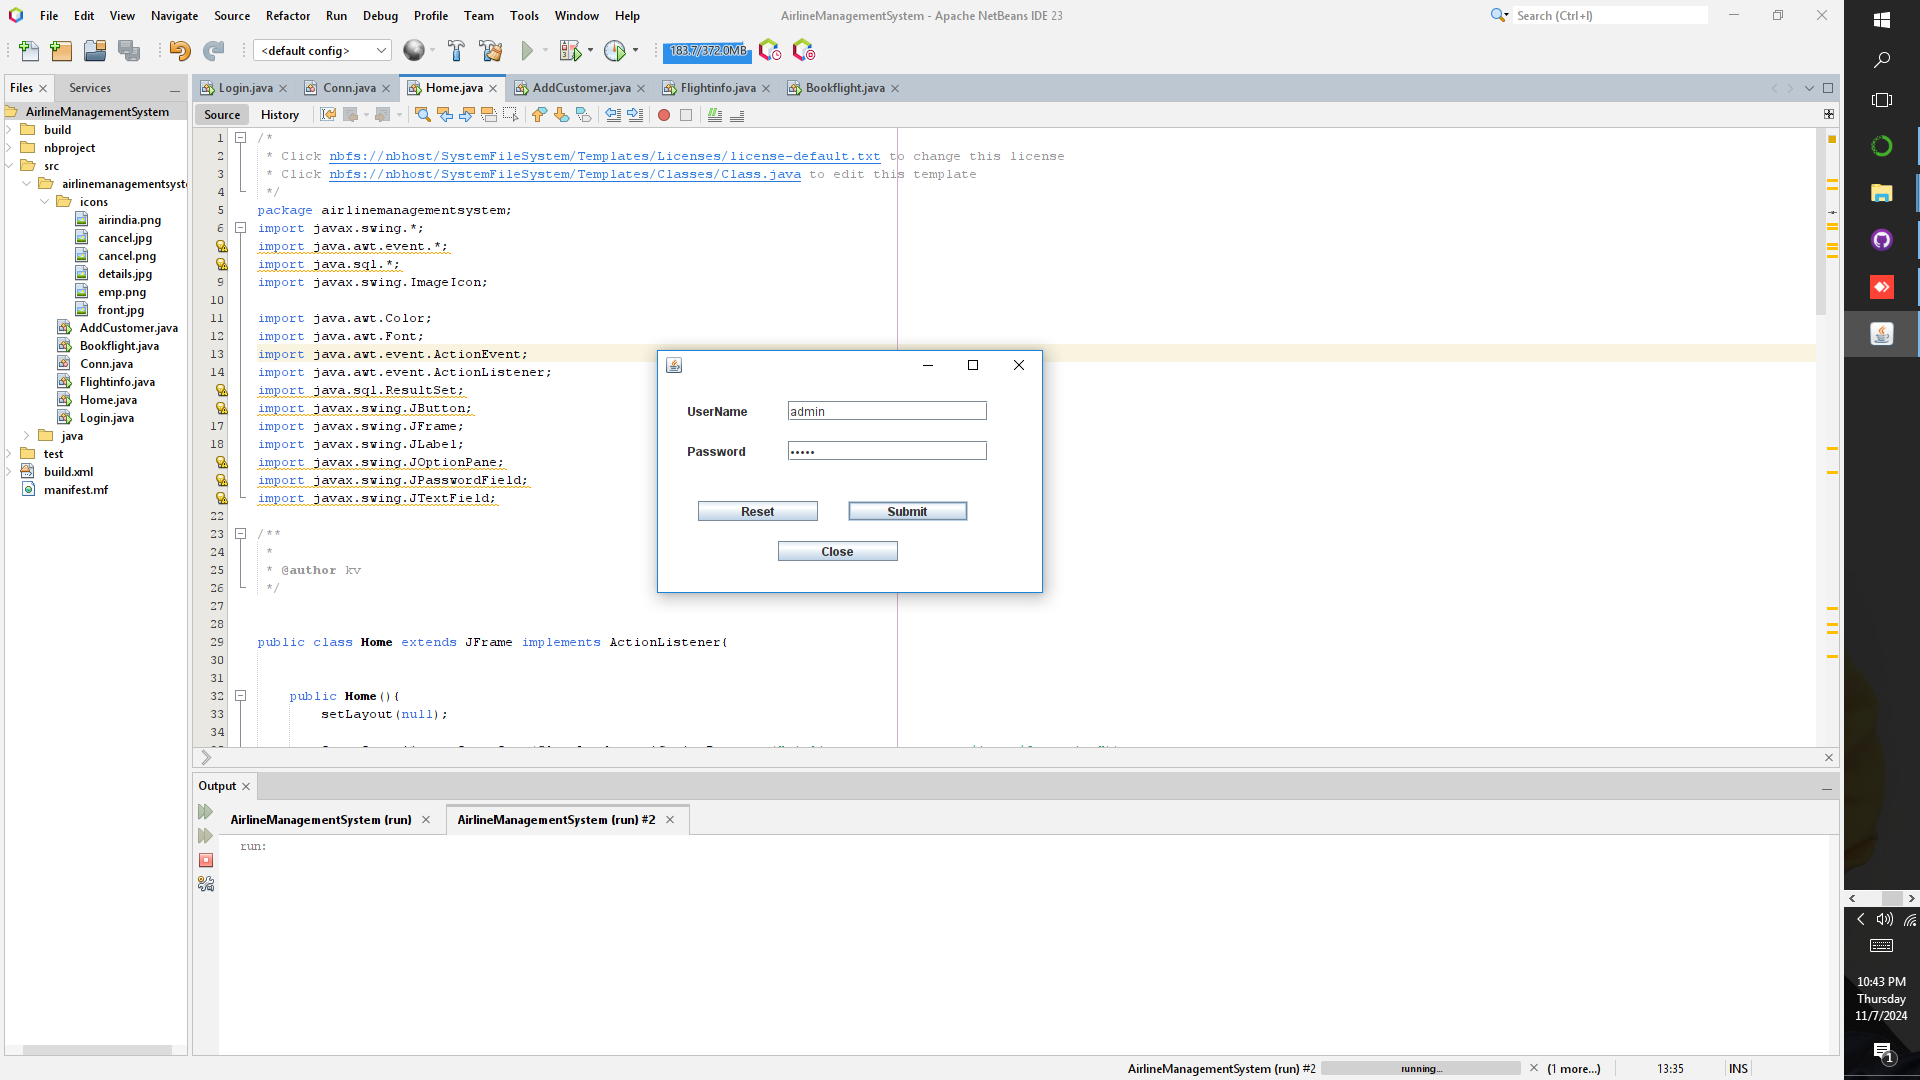 File Edit View Navigate Source Refactor Run Debug Profile Team Tools Window Help
AirlineManagementSystem - Apache NetBeans IDE 23
Search (Ctrl+I)
<default config>
183.7/372.0MB
Files
Services
Login.java
Conn.java
Home.java
AddCustomer.java
Flightinfo.java
Bookflight.java
Source
History
AirlineManagementSystem
build
nbproject
src
airlinemanagementsyste
icons
airindia.png
cancel.jpg
cancel.png
details.jpg
emp.png
front.jpg
AddCustomer.java
Bookflight.java
Conn.java
Flightinfo.java
Home.java
Login.java
java
test
build.xml
manifest.mf
1 /*
2 * Click nbfs://nbhost/SystemFileSystem/Templates/Licenses/license-default.txt to change this license
3 * Click nbfs://nbhost/SystemFileSystem/Templates/Classes/Class.java to edit this template
4 */
5 package airlinemanagementsystem;
6 import javax.swing.*;
import java.awt.event.*;
import java.sql.*;
9 import javax.swing.ImageIcon;
10
11 import java.awt.Color;
12 import java.awt.Font;
13 import java.awt.event.ActionEvent;
14 import java.awt.event.ActionListener;
import java.sql.ResultSet;
import javax.swing.JButton;
17 import javax.swing.JFrame;
18 import javax.swing.JLabel;
import javax.swing.JOptionPane;
import javax.swing.JPasswordField;
import javax.swing.JTextField;
22
23 /**
24 *
25 * @author kv
26 */
27
28
29 public class Home extends JFrame implements ActionListener{
30
31
32 public Home(){
33 setLayout(null);
34
UserName
admin
Password
•••••
Reset
Submit
Close
Output
AirlineManagementSystem (run)
AirlineManagementSystem (run) #2
run:
AirlineManagementSystem (run) #2
running...
(1 more...)
13:35
INS
10:43 PM
Thursday
11/7/2024
1